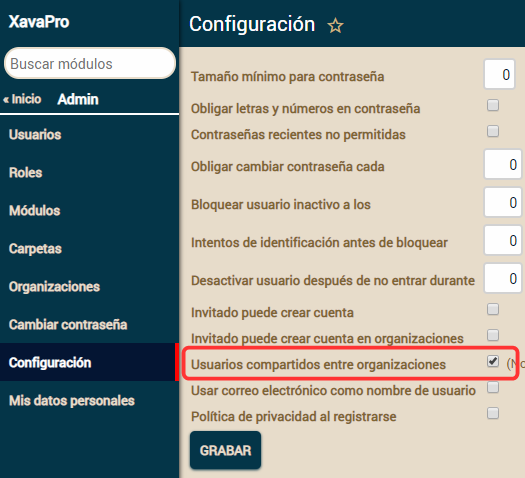 XavaPro
Buscar módulos
« Inicio Admin
Usuarios
Roles
Módulos
Carpetas
Organizaciones
Cambiar contraseña
Configuración
Mis datos personales
Configuración
Tamaño mínimo para contraseña 0
Obligar letras y números en contraseña
Contraseñas recientes no permitidas
Obligar cambiar contraseña cada 0
Bloquear usuario inactivo a los 0
Intentos de identificación antes de bloquear 0
Desactivar usuario después de no entrar durante 0
Invitado puede crear cuenta
Invitado puede crear cuenta en organizaciones
Usuarios compartidos entre organizaciones
Usar correo electrónico como nombre de usuario
Política de privacidad al registrarse
GRABAR